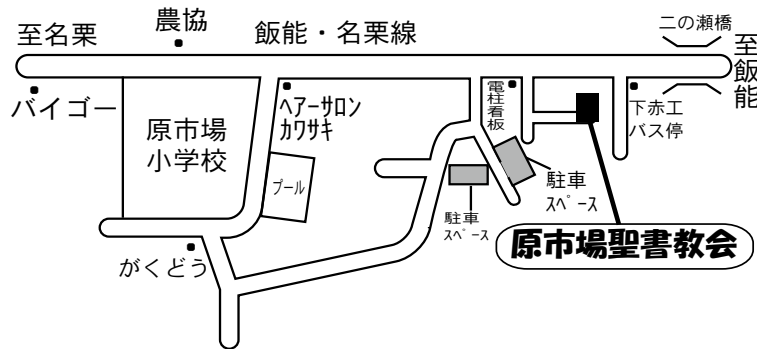 至名栗
農協
飯能・名栗線
二の瀬橋
至飯能
バイゴー
原市場
小学校
ヘアーサロン
カワサキ
プール
電柱看板
下赤工
バス停
駐車
スペース
駐車
スペース
がくどう
原市場聖書教会